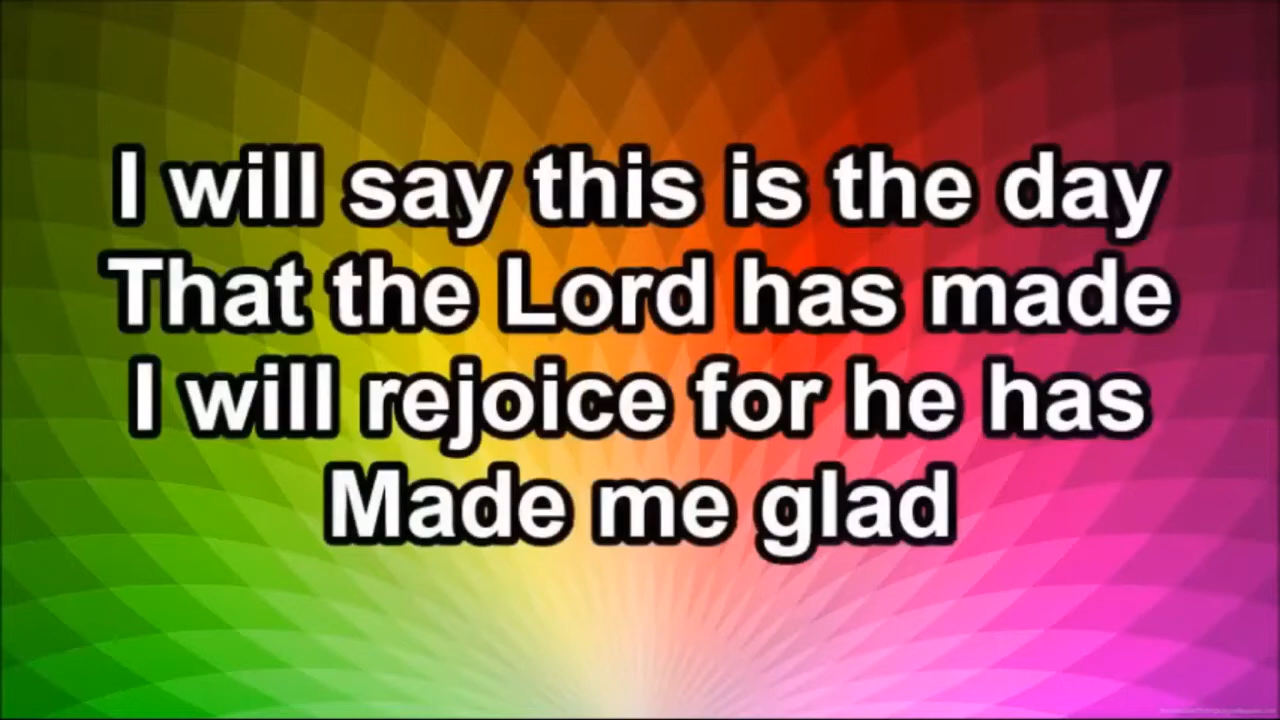 I will say this is the day
That the Lord has made
I will rejoice for he has
Made me glad